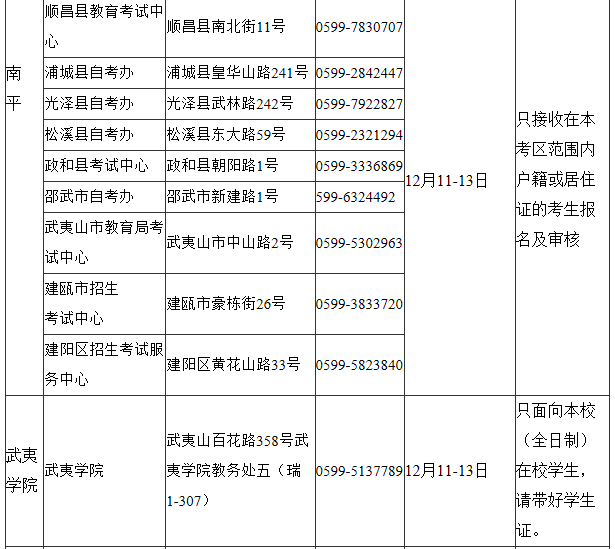 南
平
顺昌县教育考试中
心
顺昌县南北街11号
0599-7830707
浦城县自考办
浦城县皇华山路241号
0599-2842447
光泽县自考办
光泽县武林路242号
0599-7922827
松溪县自考办
松溪县东大路59号
0599-2321294
政和县考试中心
政和县朝阳路1号
0599-3336869
邵武市自考办
邵武市新建路1号
599-6324492
武夷山市教育局考
试中心
武夷山市中山路2号
0599-5302963
建瓯市招生
考试中心
建瓯市豪栋街26号
0599-3833720
建阳区招生考试服
务中心
建阳区黄花山路33号
0599-5823840
12月11-13日
只接收在本
考区范围内
户籍或居住
证的考生报
名及审核
武夷
学院
武夷学院
武夷山百花路358号武
夷学院教务处五（瑞
1-307）
0599-5137789
12月11-13日
只面向本校
（全日制）
在校学生，
请带好学生
证。